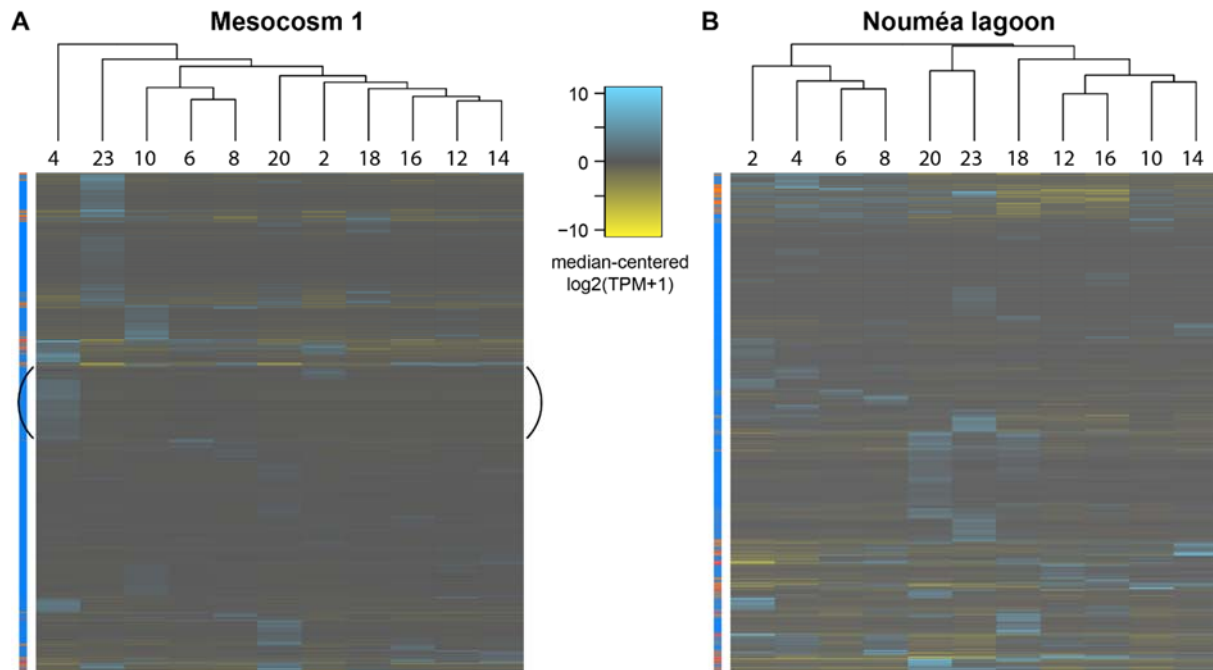 A Mesocosm 1
4 23 10 6 8 20 2 18 16 12 14
10
0
−10
median-centered
log2(TPM+1)
B Nouméa lagoon
2 4 6 8 20 23 18 12 16 10 14